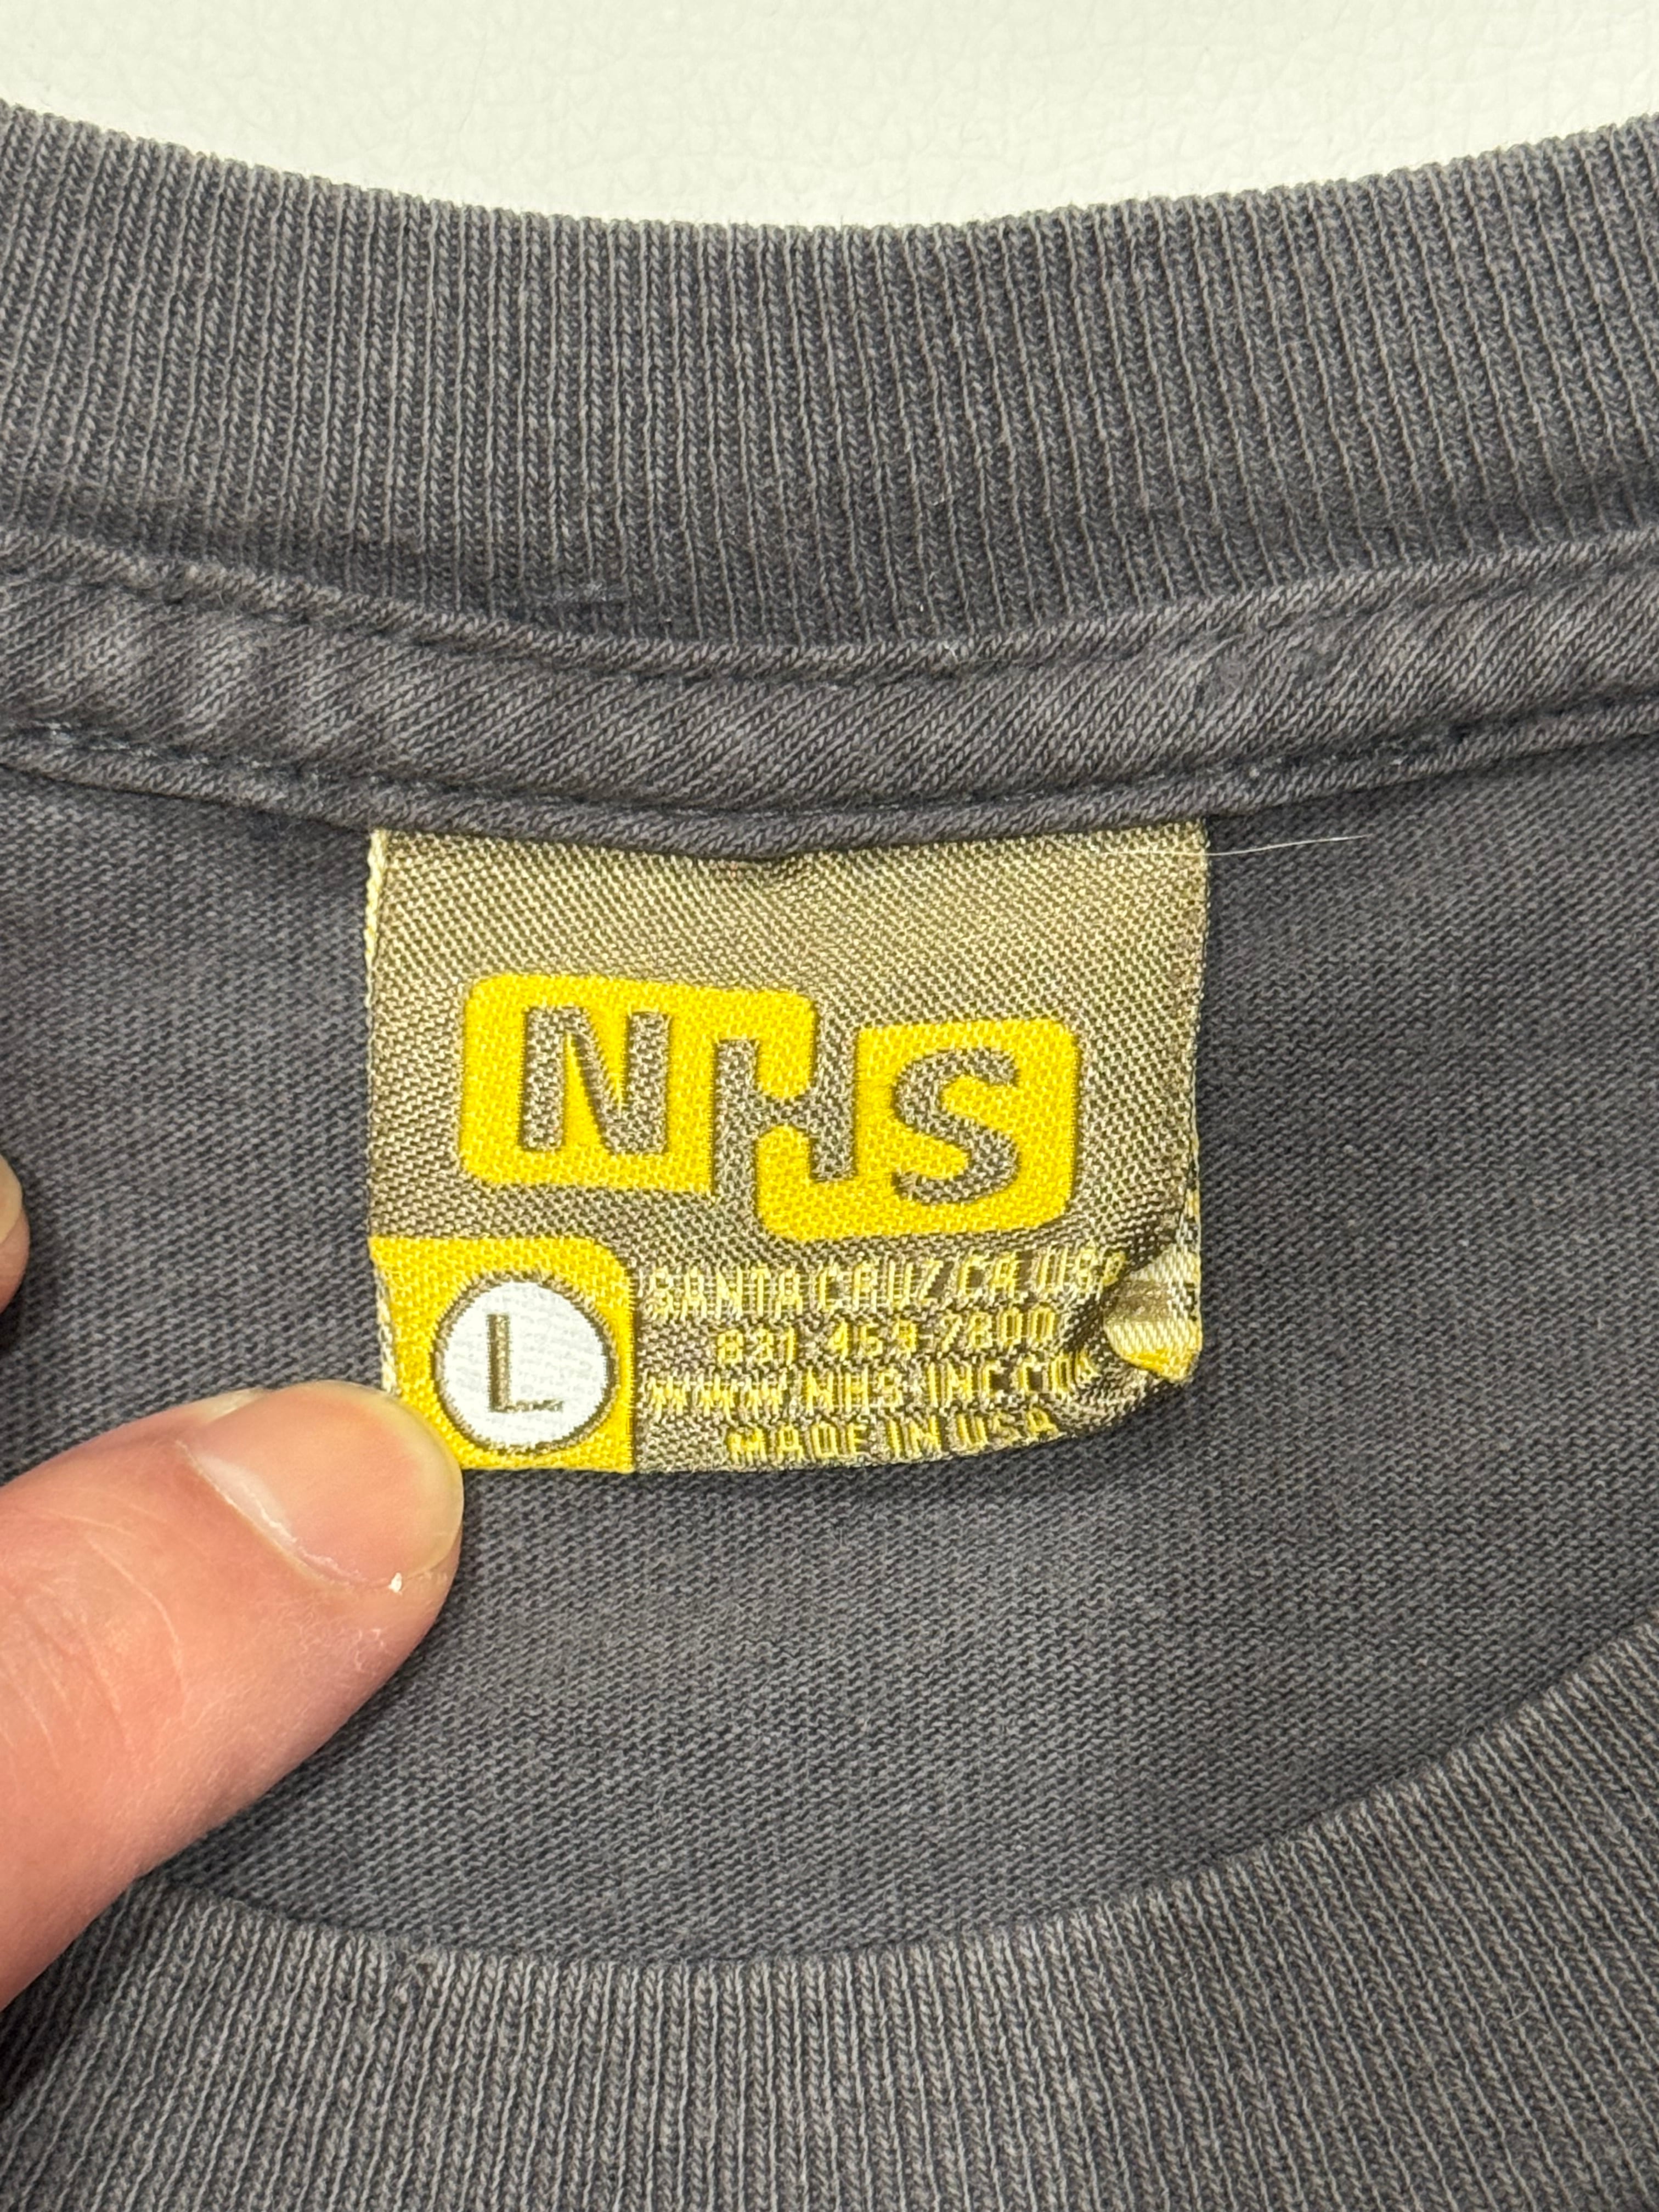 NHS
L
SANTA CRUZ CA USA
831 459 7800
WWW.NHS-INC.COM
MADE IN USA